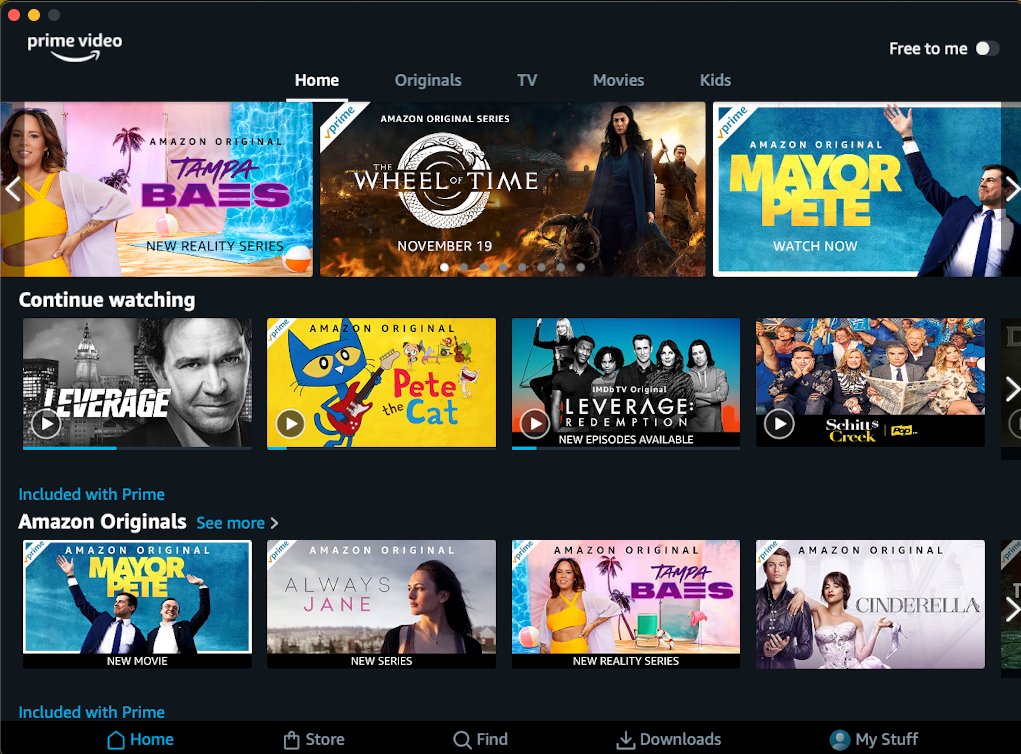 prime video
Free to me
Home
Originals
TV
Movies
Kids
AMAZON ORIGINAL
TAMPA
BAES
NEW REALITY SERIES
prime
AMAZON ORIGINAL SERIES
THE
WHEEL OF TIME
NOVEMBER 19
prime
AMAZON ORIGINAL
MAYOR
PETE
WATCH NOW
Continue watching
LEVERAGE
prime
AMAZON ORIGINAL
Pete
the Cat
IMDb TV Original
LEVERAGE:
REDEMPTION
NEW EPISODES AVAILABLE
Schitt's
Creek
Pop
Included with Prime
Amazon Originals
See more
prime
AMAZON ORIGINAL
MAYOR
PETE
NEW MOVIE
prime
AMAZON ORIGINAL
ALWAYS
JANE
NEW SERIES
prime
AMAZON ORIGINAL
TAMPA
BAES
NEW REALITY SERIES
prime
AMAZON ORIGINAL
CINDERELLA
Included with Prime
Home
Store
Find
Downloads
My Stuff